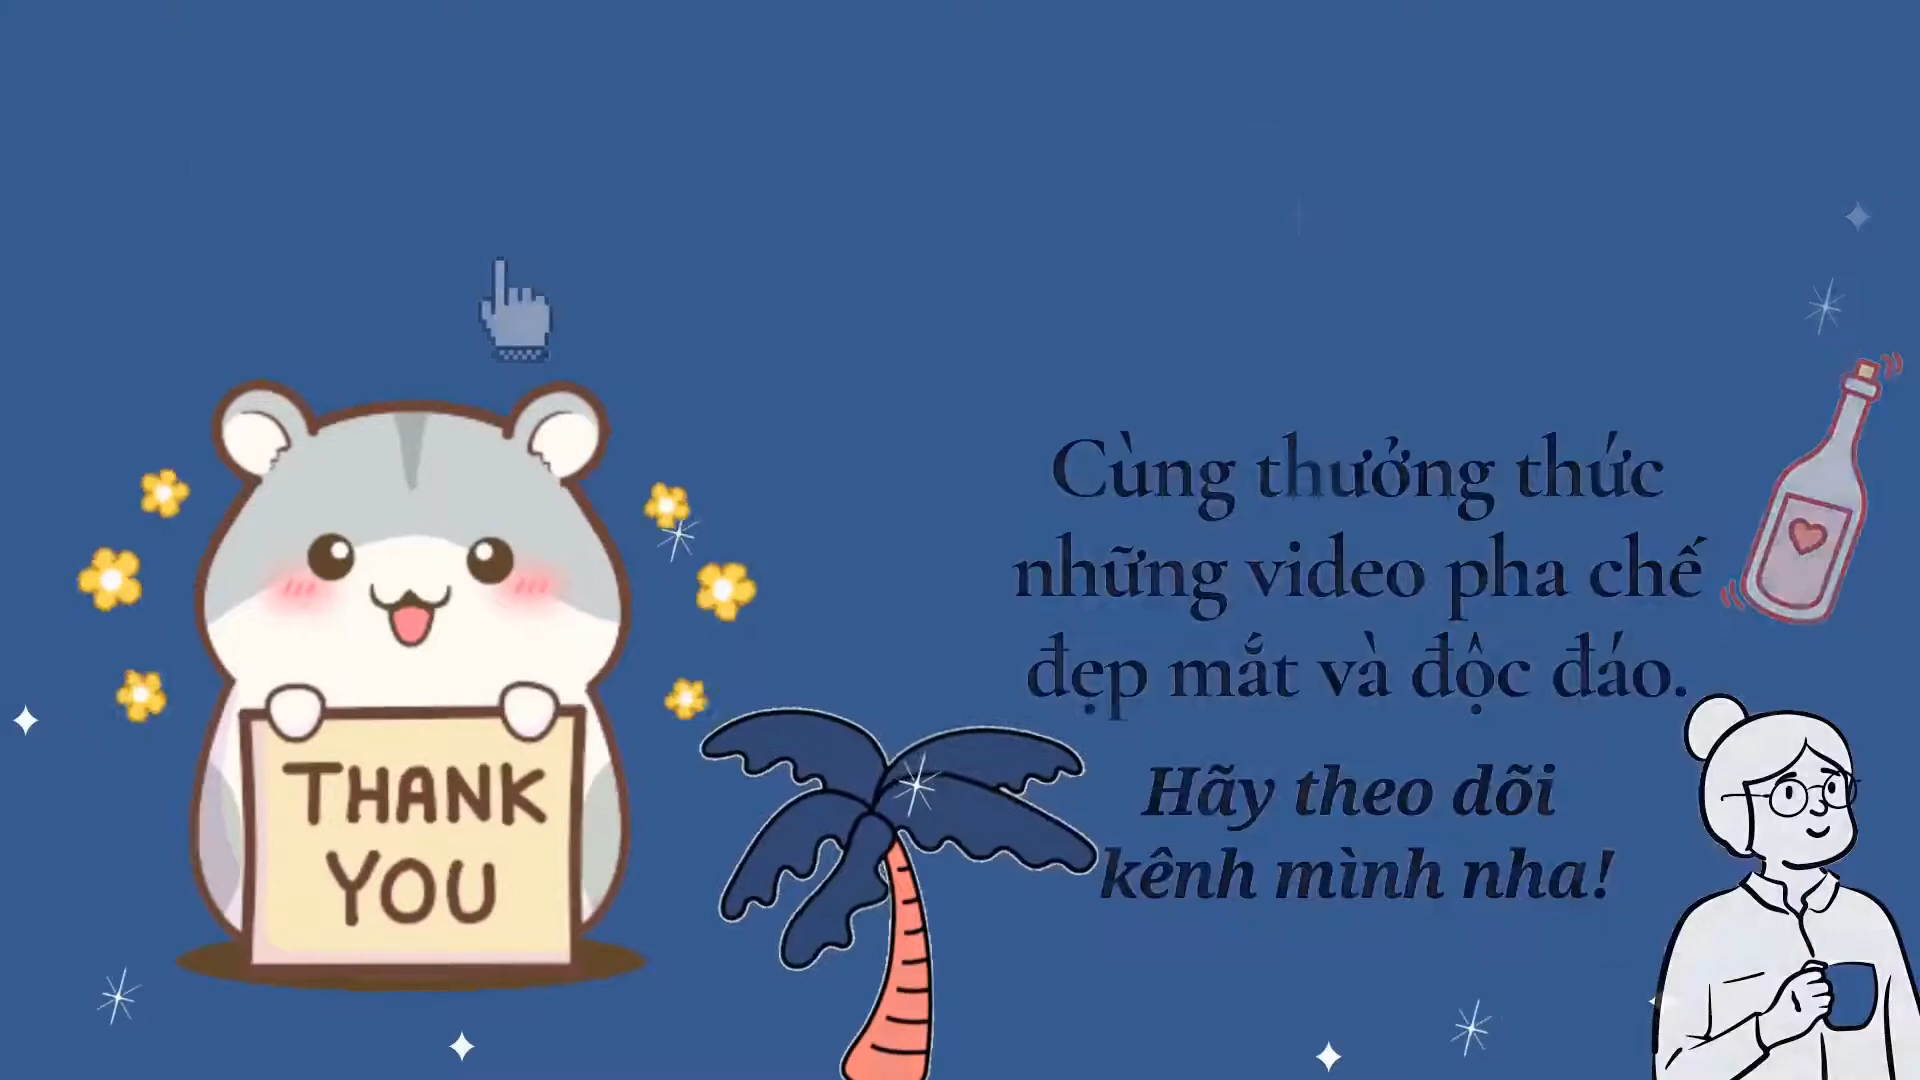 THANK
YOU
Cùng thưởng thức
những video pha chế
đẹp mắt và độc đáo.
Hãy theo dõi
kênh mình nha!